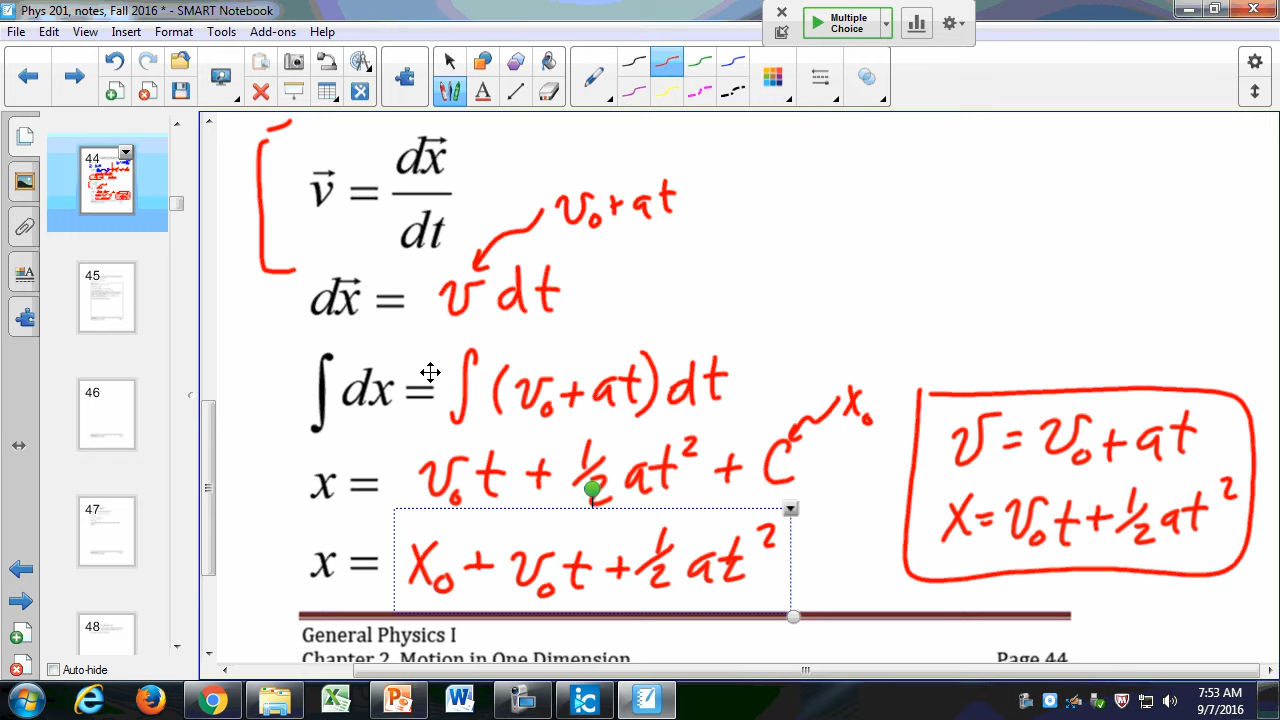 Phys 201, notes, Fall 2016 * - SMART Notebook
Multiple Choice
File Edit View Insert Format Tools Add-ons Help
44
45
46
47
48
Auto-hide
v⃗ = dx⃗/dt
v₀+at
dx⃗ = v dt
∫dx = ∫(v₀+at)dt
x = v₀t + ½at² + C
x₀
x = x₀ + v₀t + ½at²
v = v₀+at
x = v₀t+½at²
General Physics I
Chapter 2, Motion in One Dimension Page 44
7:53 AM
9/7/2016